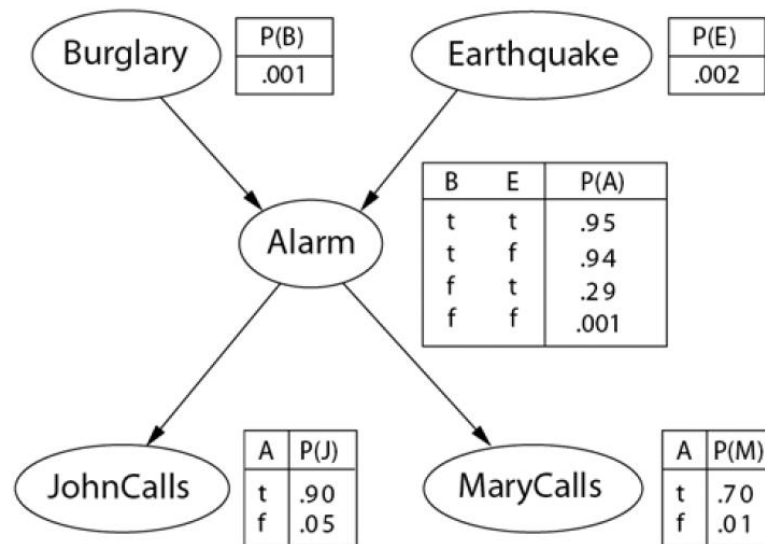 Burglary
P(B)
.001
Earthquake
P(E)
.002
Alarm
B E P(A)
t t .95
t f .94
f t .29
f f .001
JohnCalls
A P(J)
t .90
f .05
MaryCalls
A P(M)
t .70
f .01